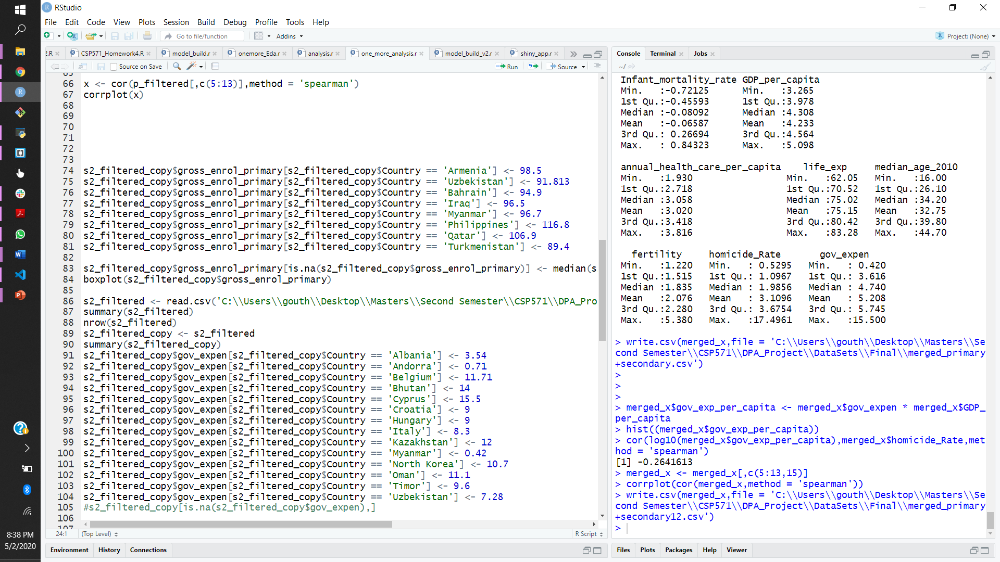 RStudio
File Edit Code View Plots Session Build Debug Profile Tools Help
Go to file/function Addins Project: (None)
2.R CSP571_Homework4.R model_build.r onemore_Eda.r analysis.r one_more_analysis.r model_build_v2.r shiny_app.r
Source on Save Run Source
66 x <- cor(p_filtered[,c(5:13)],method = 'spearman')
67 corrplot(x)
68
69
70
71
72
73
74 s2_filtered_copy$gross_enrol_primary[s2_filtered_copy$Country == 'Armenia'] <- 98.5
75 s2_filtered_copy$gross_enrol_primary[s2_filtered_copy$Country == 'Uzbekistan'] <- 91.813
76 s2_filtered_copy$gross_enrol_primary[s2_filtered_copy$Country == 'Bahrain'] <- 94.9
77 s2_filtered_copy$gross_enrol_primary[s2_filtered_copy$Country == 'Iraq'] <- 96.5
78 s2_filtered_copy$gross_enrol_primary[s2_filtered_copy$Country == 'Myanmar'] <- 96.7
79 s2_filtered_copy$gross_enrol_primary[s2_filtered_copy$Country == 'Philippines'] <- 116.8
80 s2_filtered_copy$gross_enrol_primary[s2_filtered_copy$Country == 'Qatar'] <- 106.9
81 s2_filtered_copy$gross_enrol_primary[s2_filtered_copy$Country == 'Turkmenistan'] <- 89.4
82
83 s2_filtered_copy$gross_enrol_primary[is.na(s2_filtered_copy$gross_enrol_primary)] <- median(s
84 boxplot(s2_filtered_copy$gross_enrol_primary)
85
86 s2_filtered <- read.csv('C:\\Users\\gouth\\Desktop\\Masters\\Second Semester\\CSP571\\DPA_Pro
87 summary(s2_filtered)
88 nrow(s2_filtered)
89 s2_filtered_copy <- s2_filtered
90 summary(s2_filtered_copy)
91 s2_filtered_copy$gov_expen[s2_filtered_copy$Country == 'Albania'] <- 3.54
92 s2_filtered_copy$gov_expen[s2_filtered_copy$Country == 'Andorra'] <- 0.71
93 s2_filtered_copy$gov_expen[s2_filtered_copy$Country == 'Belgium'] <- 11.71
94 s2_filtered_copy$gov_expen[s2_filtered_copy$Country == 'Bhutan'] <- 14
95 s2_filtered_copy$gov_expen[s2_filtered_copy$Country == 'Cyprus'] <- 15.5
96 s2_filtered_copy$gov_expen[s2_filtered_copy$Country == 'Croatia'] <- 9
97 s2_filtered_copy$gov_expen[s2_filtered_copy$Country == 'Hungary'] <- 9
98 s2_filtered_copy$gov_expen[s2_filtered_copy$Country == 'Italy'] <- 8.3
99 s2_filtered_copy$gov_expen[s2_filtered_copy$Country == 'Kazakhstan'] <- 12
100 s2_filtered_copy$gov_expen[s2_filtered_copy$Country == 'Myanmar'] <- 0.42
101 s2_filtered_copy$gov_expen[s2_filtered_copy$Country == 'North Korea'] <- 10.7
102 s2_filtered_copy$gov_expen[s2_filtered_copy$Country == 'Oman'] <- 11.1
103 s2_filtered_copy$gov_expen[s2_filtered_copy$Country == 'Timor'] <- 9.6
104 s2_filtered_copy$gov_expen[s2_filtered_copy$Country == 'Uzbekistan'] <- 7.28
105 #s2_filtered_copy[is.na(s2_filtered_copy$gov_expen),]
106
24:1 (Top Level) R Script
Environment History Connections
Console Terminal Jobs
~/
Infant_mortality_rate GDP_per_capita
Min. :-0.72125 Min. :3.265
1st Qu.:-0.45593 1st Qu.:3.978
Median :-0.08092 Median :4.308
Mean :-0.06587 Mean :4.233
3rd Qu.: 0.26694 3rd Qu.:4.564
Max. : 0.84323 Max. :5.098
annual_health_care_per_capita life_exp median_age_2010
Min. :1.930 Min. :62.05 Min. :16.00
1st Qu.:2.718 1st Qu.:70.52 1st Qu.:26.10
Median :3.058 Median :75.02 Median :34.20
Mean :3.020 Mean :75.15 Mean :32.75
3rd Qu.:3.418 3rd Qu.:80.42 3rd Qu.:39.80
Max. :3.816 Max. :83.28 Max. :44.70
fertility homicide_Rate gov_expen
Min. :1.220 Min. : 0.5295 Min. : 0.420
1st Qu.:1.515 1st Qu.: 1.0967 1st Qu.: 3.616
Median :1.835 Median : 1.9856 Median : 4.740
Mean :2.076 Mean : 3.1096 Mean : 5.208
3rd Qu.:2.280 3rd Qu.: 3.6754 3rd Qu.: 5.745
Max. :5.380 Max. :17.4961 Max. :15.500
> write.csv(merged_x,file = 'C:\\Users\\gouth\\Desktop\\Masters\\Se
cond Semester\\CSP571\\DPA_Project\\DataSets\\Final\\merged_primary
+secondary.csv')
>
>
>
> merged_x$gov_exp_per_capita <- merged_x$gov_expen * merged_x$GDP_
per_capita
> hist((merged_x$gov_exp_per_capita))
> cor(log10(merged_x$gov_exp_per_capita),merged_x$homicide_Rate,met
hod = 'spearman')
[1] -0.2641613
> merged_x <- merged_x[,c(5:13,15)]
> corrplot(cor(merged_x,method = 'spearman'))
> write.csv(merged_x,file = 'C:\\Users\\gouth\\Desktop\\Masters\\Se
cond Semester\\CSP571\\DPA_Project\\DataSets\\Final\\merged_primary
+secondary12.csv')
>
Files Plots Packages Help Viewer
8:38 PM
5/2/2020